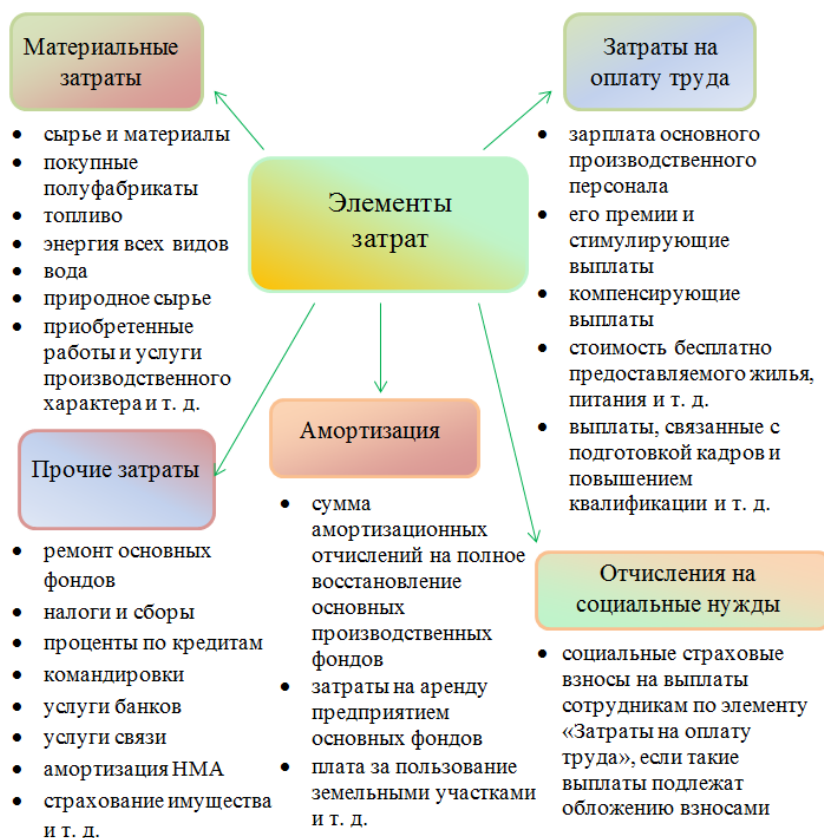 Элементы
затрат
Материальные
затраты
• сырье и материалы
• покупные
полуфабрикаты
• топливо
• энергия всех видов
• вода
• природное сырье
• приобретенные
работы и услуги
производственного
характера и т. д.
Затраты на
оплату труда
• зарплата основного
производственного
персонала
• его премии и
стимулирующие
выплаты
• компенсирующие
выплаты
• стоимость бесплатно
предоставляемого жилья,
питания и т. д.
• выплаты, связанные с
подготовкой кадров и
повышением
квалификации и т. д.
Прочие затраты
• ремонт основных
фондов
• налоги и сборы
• проценты по кредитам
• командировки
• услуги банков
• услуги связи
• амортизация НМА
• страхование имущества
и т. д.
Амортизация
• сумма
амортизационных
отчислений на полное
восстановление
основных
производственных
фондов
• затраты на аренду
предприятием
основных фондов
• плата за пользование
земельными участками
и т. д.
Отчисления на
социальные нужды
• социальные страховые
взносы на выплаты
сотрудникам по элементу
«Затраты на оплату
труда», если такие
выплаты подлежат
обложению взносами